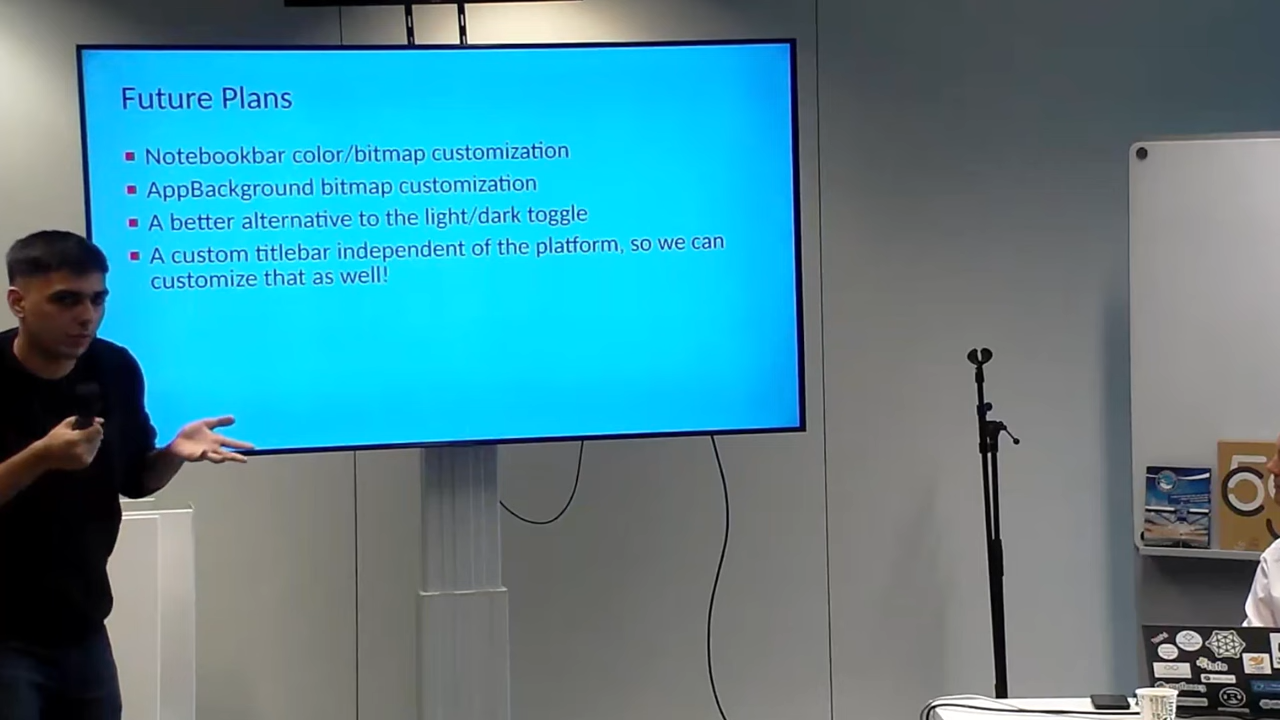 Future Plans
Notebookbar color/bitmap customization
AppBackground bitmap customization
A better alternative to the light/dark toggle
A custom titlebar independent of the platform, so we can
customize that as well!